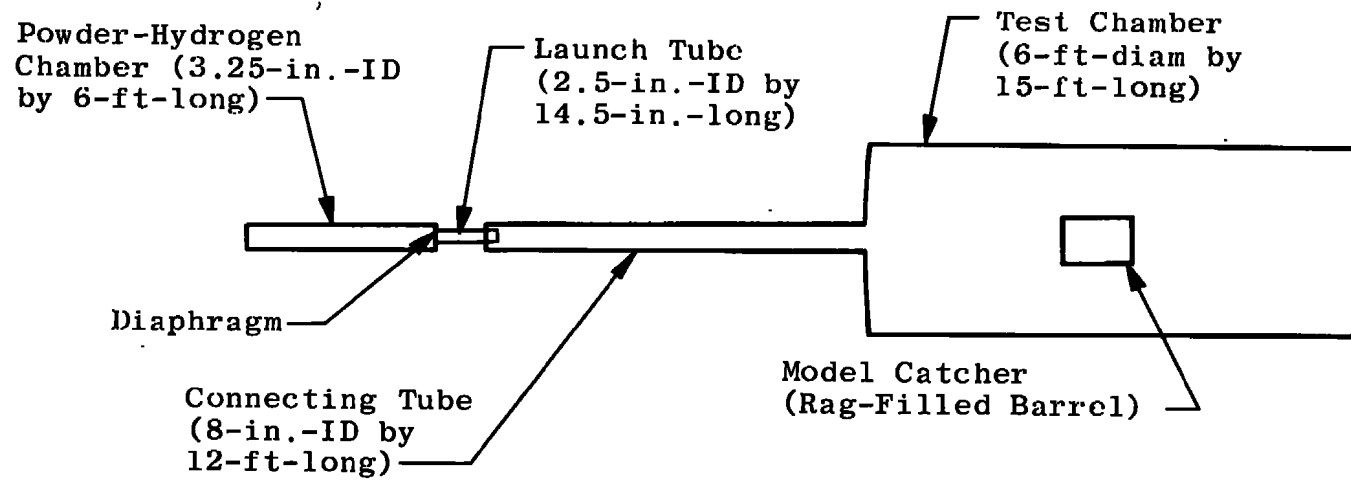 Powder-Hydrogen
Chamber (3.25-in.-ID
by 6-ft-long)
Launch Tube
(2.5-in.-ID by
14.5-in.-long)
Test Chamber
(6-ft-diam by
15-ft-long)
Diaphragm
Connecting Tube
(8-in.-ID by
12-ft-long)
Model Catcher
(Rag-Filled Barrel)